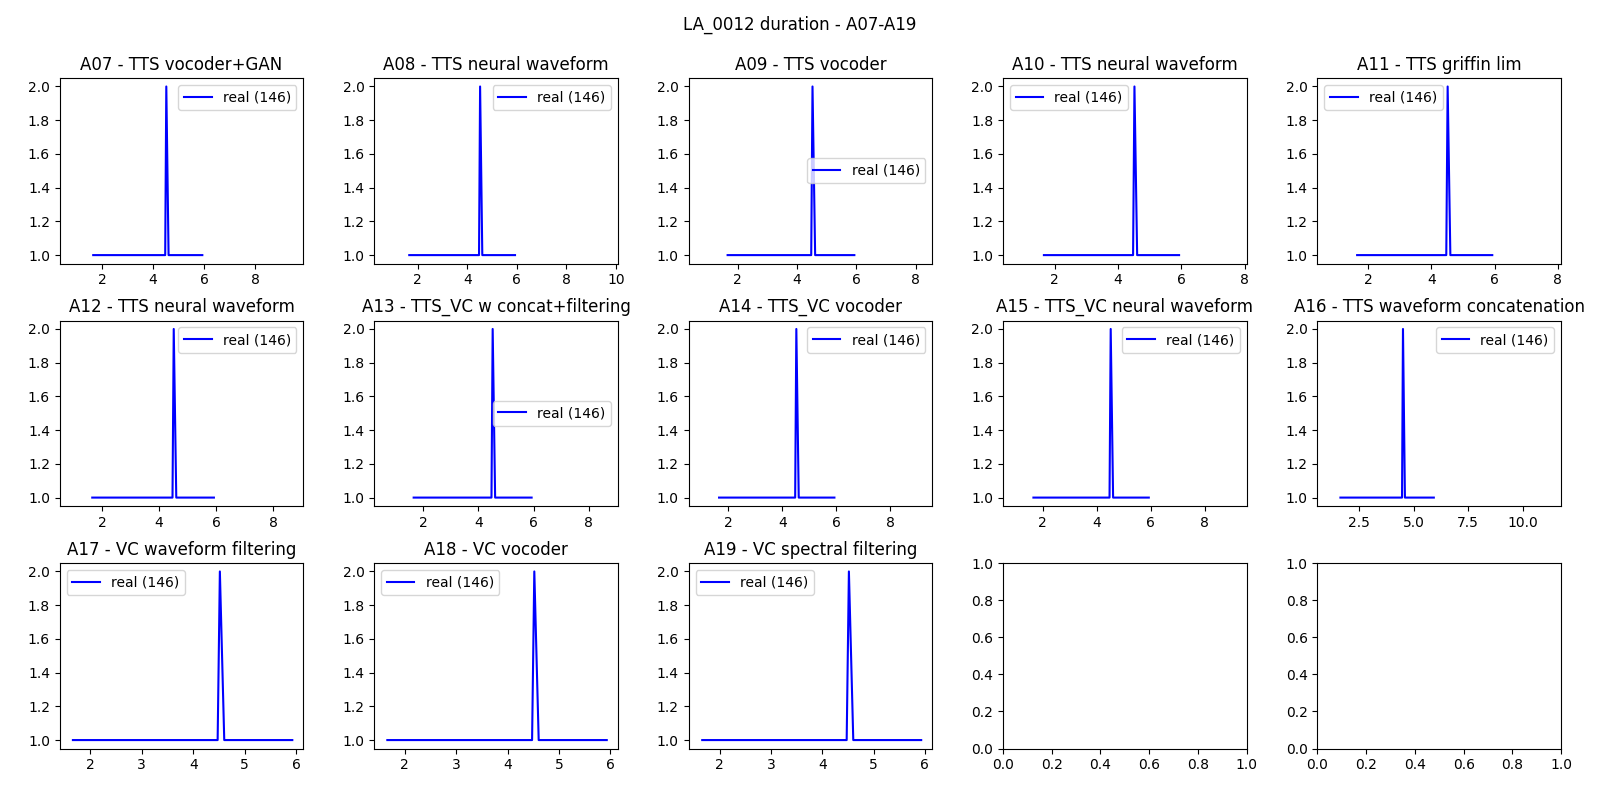 LA_0012 duration - A07-A19
A07 - TTS vocoder+GAN
A08 - TTS neural waveform
A09 - TTS vocoder
A10 - TTS neural waveform
A11 - TTS griffin lim
real (146)
real (146)
real (146)
real (146)
real (146)
2.0 1.8 1.6 1.4 1.2 1.0
2.0 1.8 1.6 1.4 1.2 1.0
2.0 1.8 1.6 1.4 1.2 1.0
2.0 1.8 1.6 1.4 1.2 1.0
2.0 1.8 1.6 1.4 1.2 1.0
2 4 6 8
2 4 6 8 10
2 4 6 8
2 4 6 8
2 4 6 8
A12 - TTS neural waveform
A13 - TTS_VC w concat+filtering
A14 - TTS_VC vocoder
A15 - TTS_VC neural waveform
A16 - TTS waveform concatenation
real (146)
real (146)
real (146)
real (146)
real (146)
2.0 1.8 1.6 1.4 1.2 1.0
2.0 1.8 1.6 1.4 1.2 1.0
2.0 1.8 1.6 1.4 1.2 1.0
2.0 1.8 1.6 1.4 1.2 1.0
2.0 1.8 1.6 1.4 1.2 1.0
2 4 6 8
2 4 6 8
2 4 6 8
2 4 6 8
2.5 5.0 7.5 10.0
A17 - VC waveform filtering
A18 - VC vocoder
A19 - VC spectral filtering
real (146)
real (146)
real (146)
2.0 1.8 1.6 1.4 1.2 1.0
2.0 1.8 1.6 1.4 1.2 1.0
2.0 1.8 1.6 1.4 1.2 1.0
1.0 0.8 0.6 0.4 0.2 0.0
1.0 0.8 0.6 0.4 0.2 0.0
2 3 4 5 6
2 3 4 5 6
2 3 4 5 6
0.0 0.2 0.4 0.6 0.8 1.0
0.0 0.2 0.4 0.6 0.8 1.0